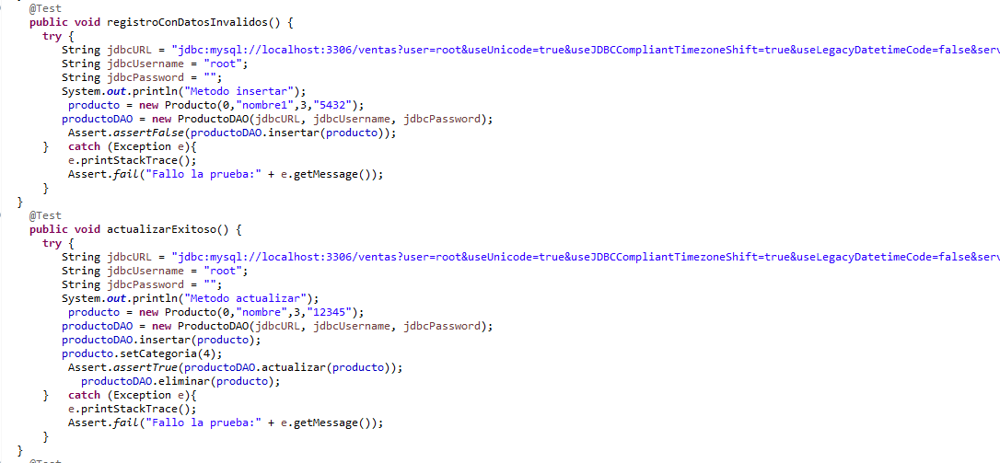 @Test
public void registroConDatosInvalidos() {
try {
String jdbcURL = "jdbc:mysql://localhost:3306/ventas?user=root&useUnicode=true&useJDBCCompliantTimezoneShift=true&useLegacyDatetimeCode=false&serv
String jdbcUsername = "root";
String jdbcPassword = "";
System.out.println("Metodo insertar");
producto = new Producto(0,"nombre1",3,"5432");
productoDAO = new ProductoDAO(jdbcURL, jdbcUsername, jdbcPassword);
Assert.assertFalse(productoDAO.insertar(producto));
} catch (Exception e){
e.printStackTrace();
Assert.fail("Fallo la prueba:" + e.getMessage());
}
}
@Test
public void actualizarExitoso() {
try {
String jdbcURL = "jdbc:mysql://localhost:3306/ventas?user=root&useUnicode=true&useJDBCCompliantTimezoneShift=true&useLegacyDatetimeCode=false&serv
String jdbcUsername = "root";
String jdbcPassword = "";
System.out.println("Metodo actualizar");
producto = new Producto(0,"nombre",3,"12345");
productoDAO = new ProductoDAO(jdbcURL, jdbcUsername, jdbcPassword);
productoDAO.insertar(producto);
producto.setCategoria(4);
Assert.assertTrue(productoDAO.actualizar(producto));
productoDAO.eliminar(producto);
} catch (Exception e){
e.printStackTrace();
Assert.fail("Fallo la prueba:" + e.getMessage());
}
}
@Test